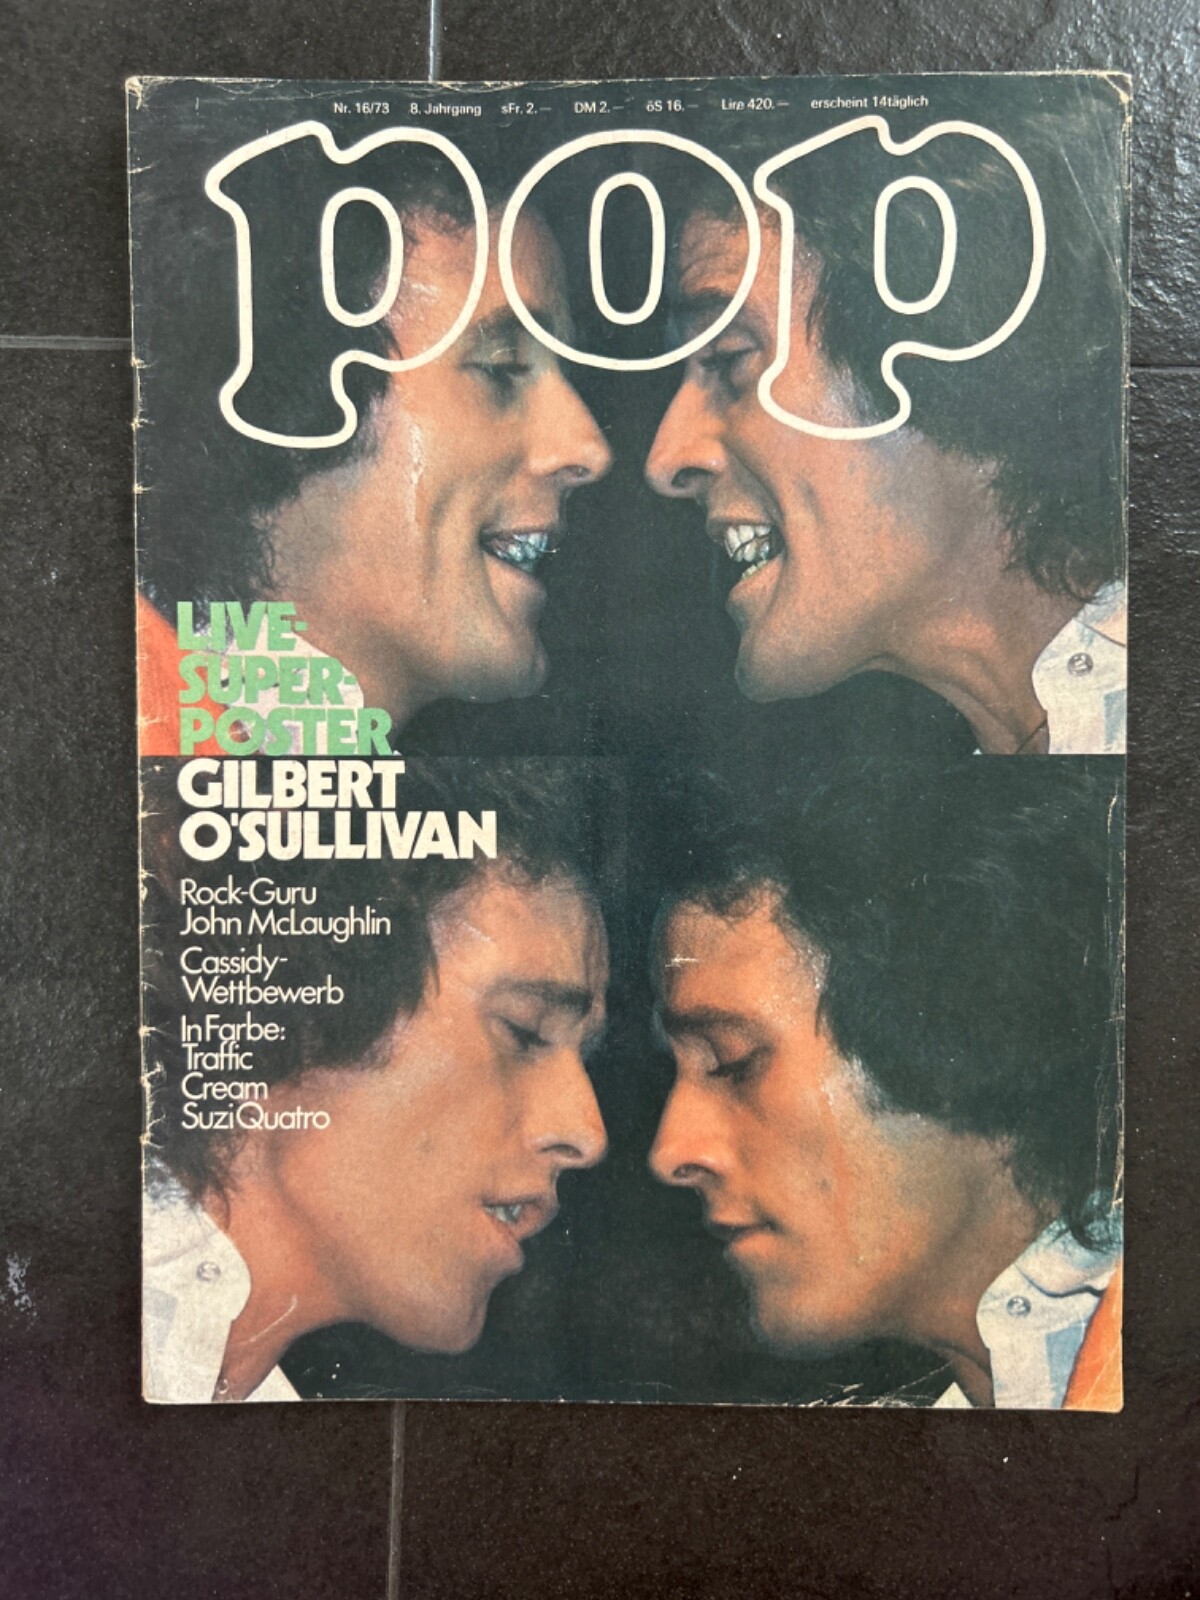 Nr. 16/73 8. Jahrgang sFr. 2.— DM 2.— öS 16.— Lire 420.— erscheint 14täglich
pop
LIVE-
SUPER-
POSTER
GILBERT
O'SULLIVAN
Rock-Guru
John McLaughlin
Cassidy-
Wettbewerb
In Farbe:
Traffic
Cream
Suzi Quatro